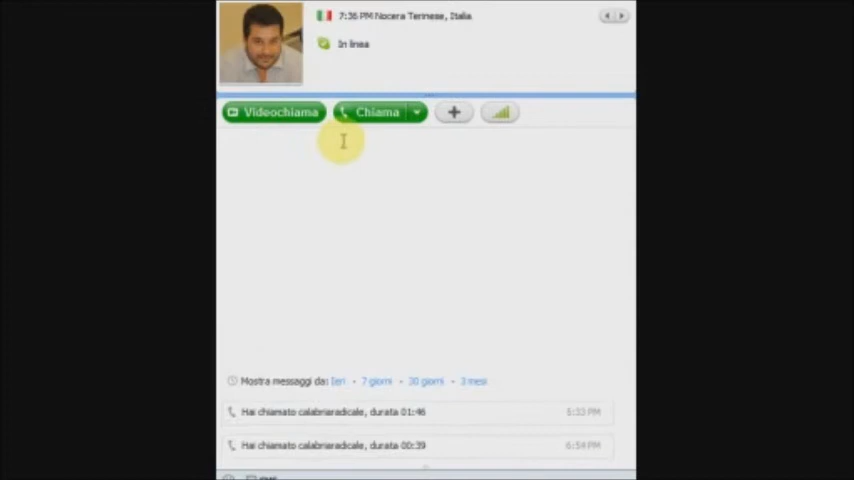 7:36 PM Nocera Terinese, Italia
In linea
Videochiama
Chiama
Mostra messaggi da: Ieri • 7 giorni • 30 giorni • 3 mesi
Hai chiamato calabriaradicale, durata 01:46 5:33 PM
Hai chiamato calabriaradicale, durata 00:39 6:54 PM